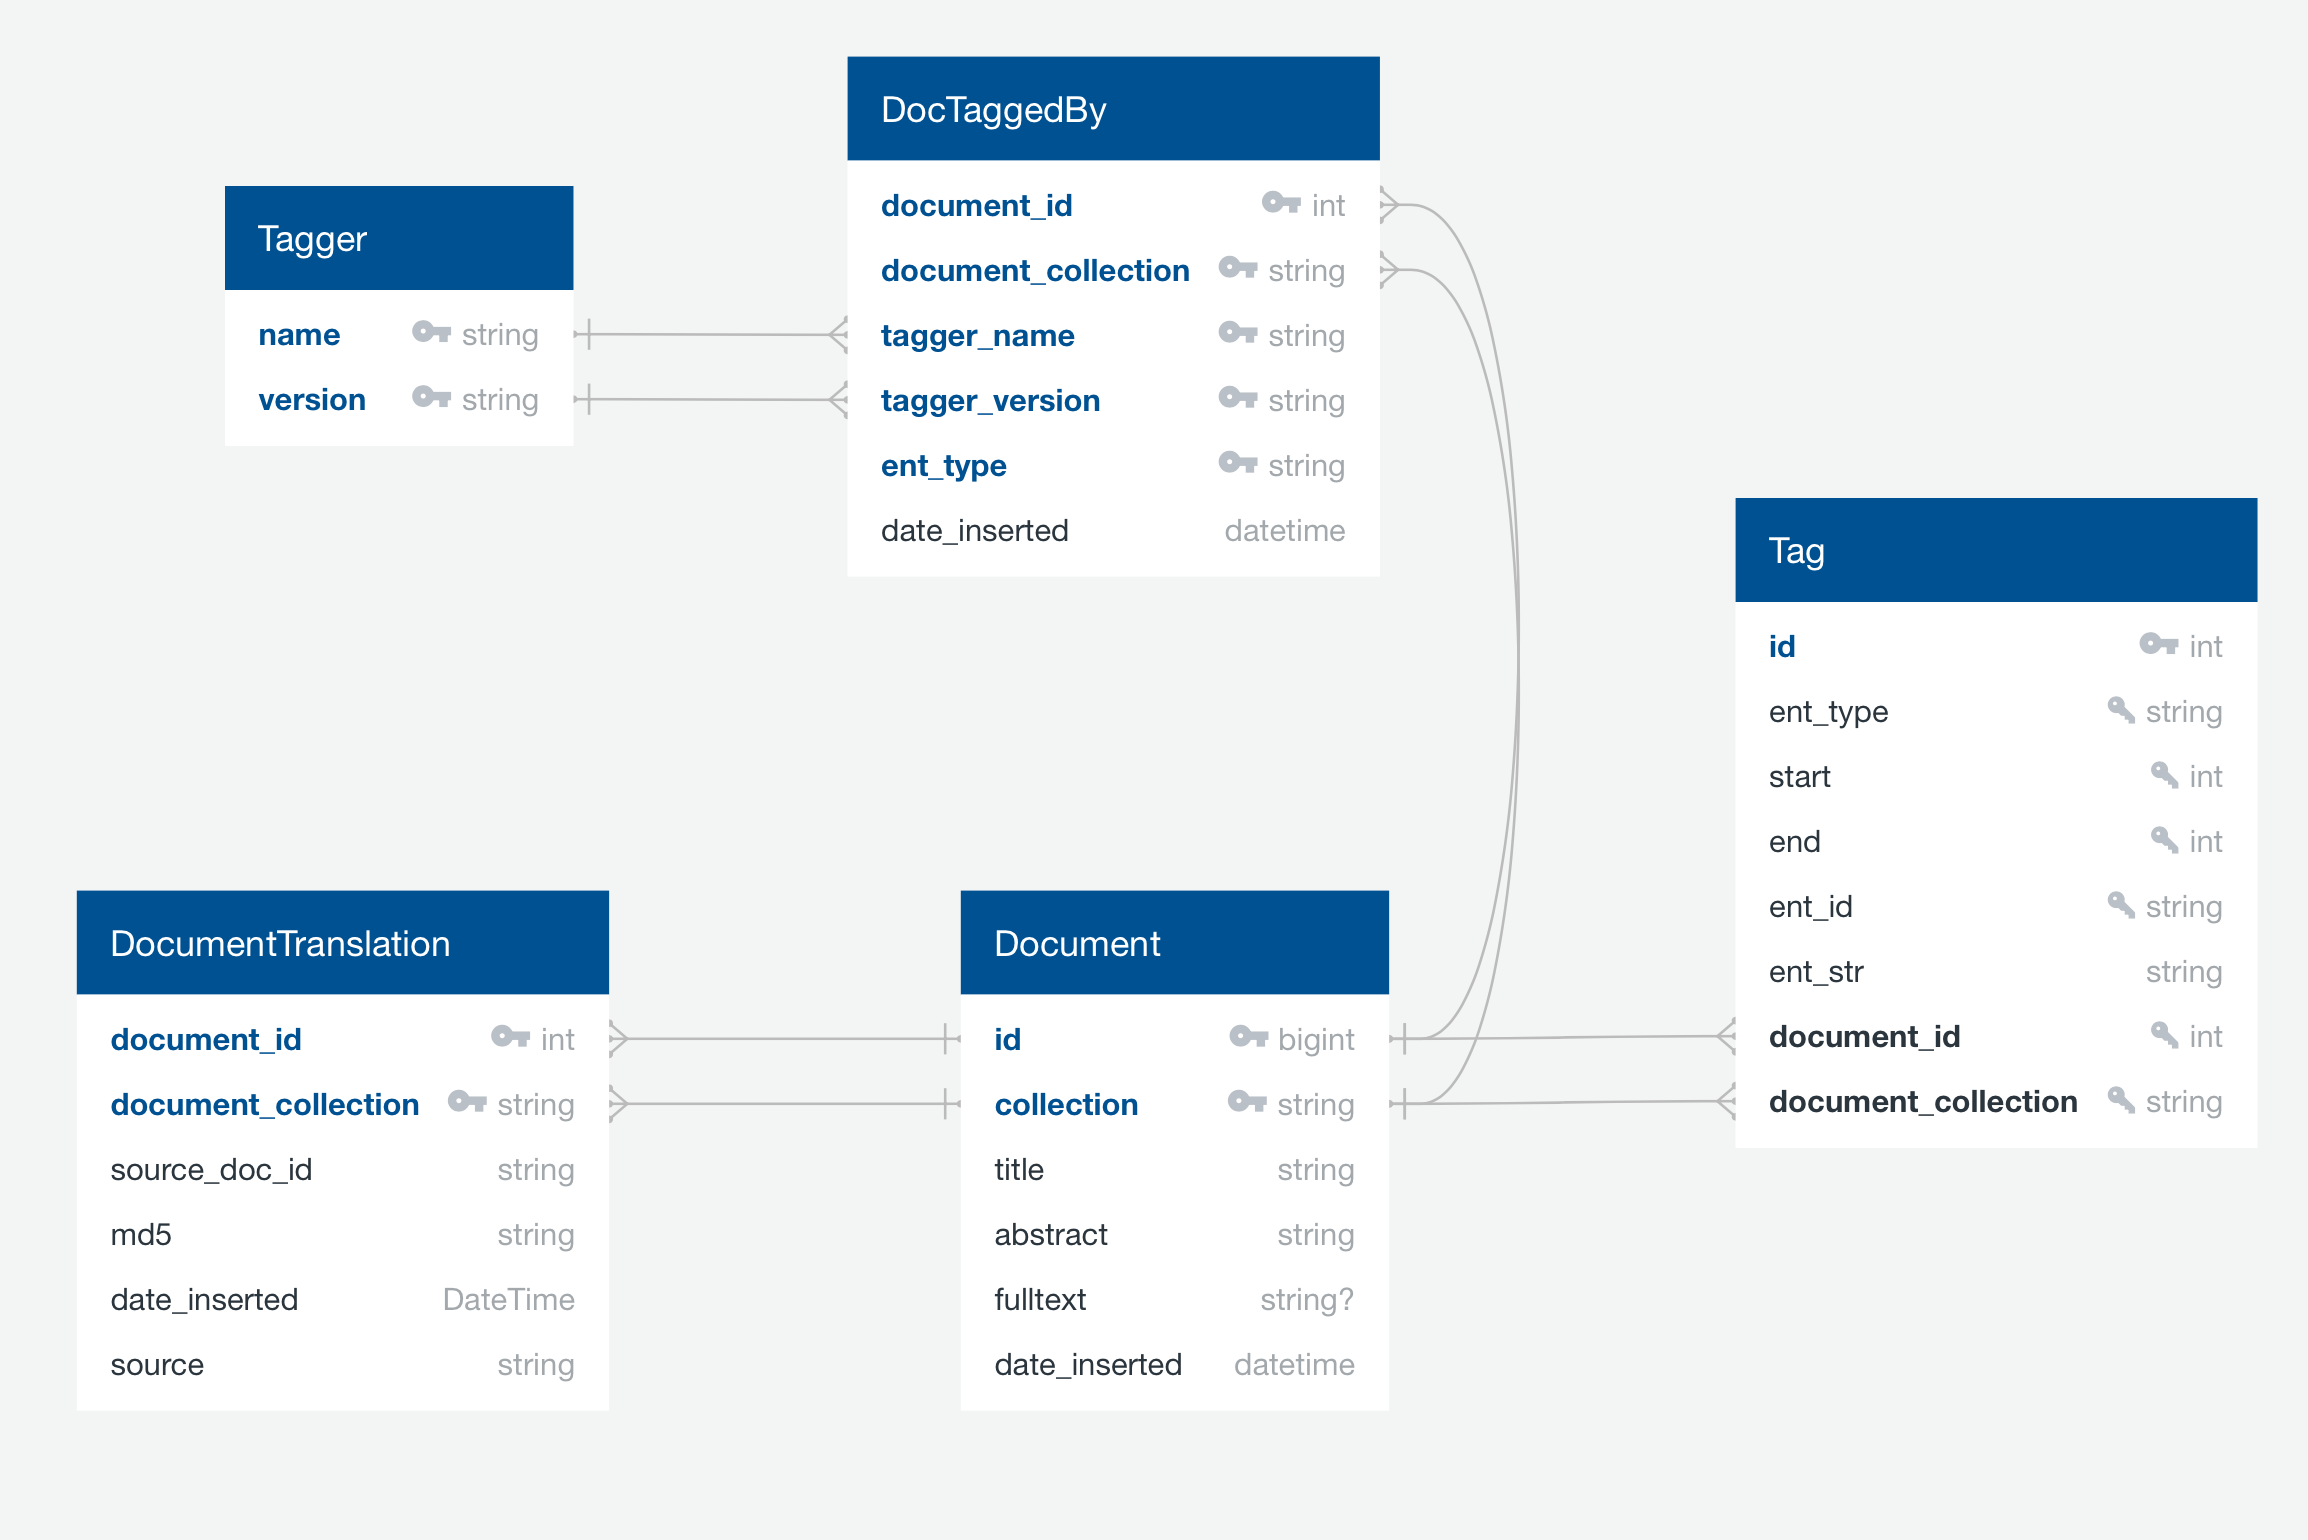 DocTaggedBy
document_id int
document_collection string
tagger_name string
tagger_version string
ent_type string
date_inserted datetime
Tagger
name string
version string
Tag
id int
ent_type string
start int
end int
ent_id string
ent_str string
document_id int
document_collection string
DocumentTranslation
document_id int
document_collection string
source_doc_id string
md5 string
date_inserted DateTime
source string
Document
id bigint
collection string
title string
abstract string
fulltext string?
date_inserted datetime